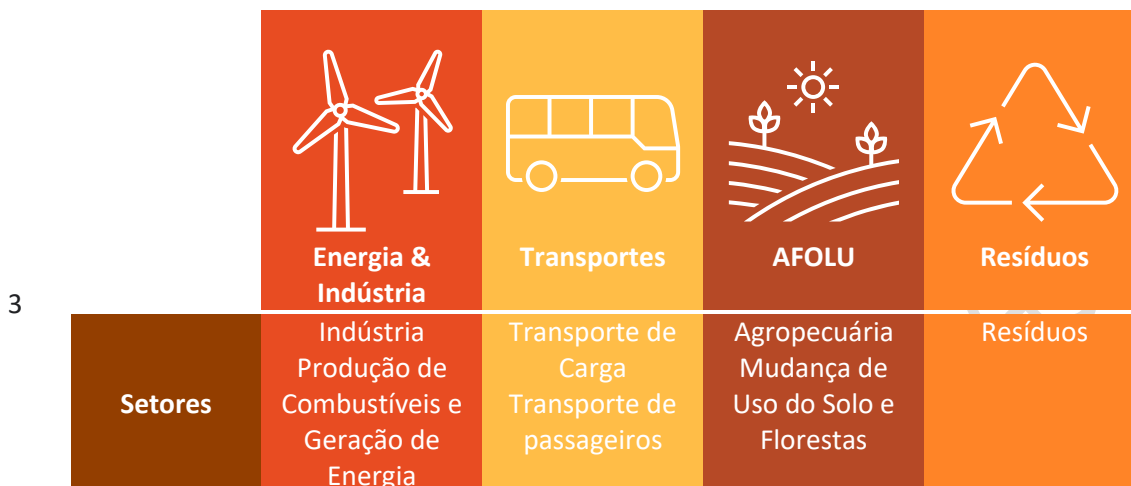 Energia &
Indústria
Transportes
AFOLU
Resíduos
3
Setores
Indústria
Produção de
Combustíveis e
Geração de
Energia
Transporte de
Carga
Transporte de
passageiros
Agropecuária
Mudança de
Uso do Solo e
Florestas
Resíduos